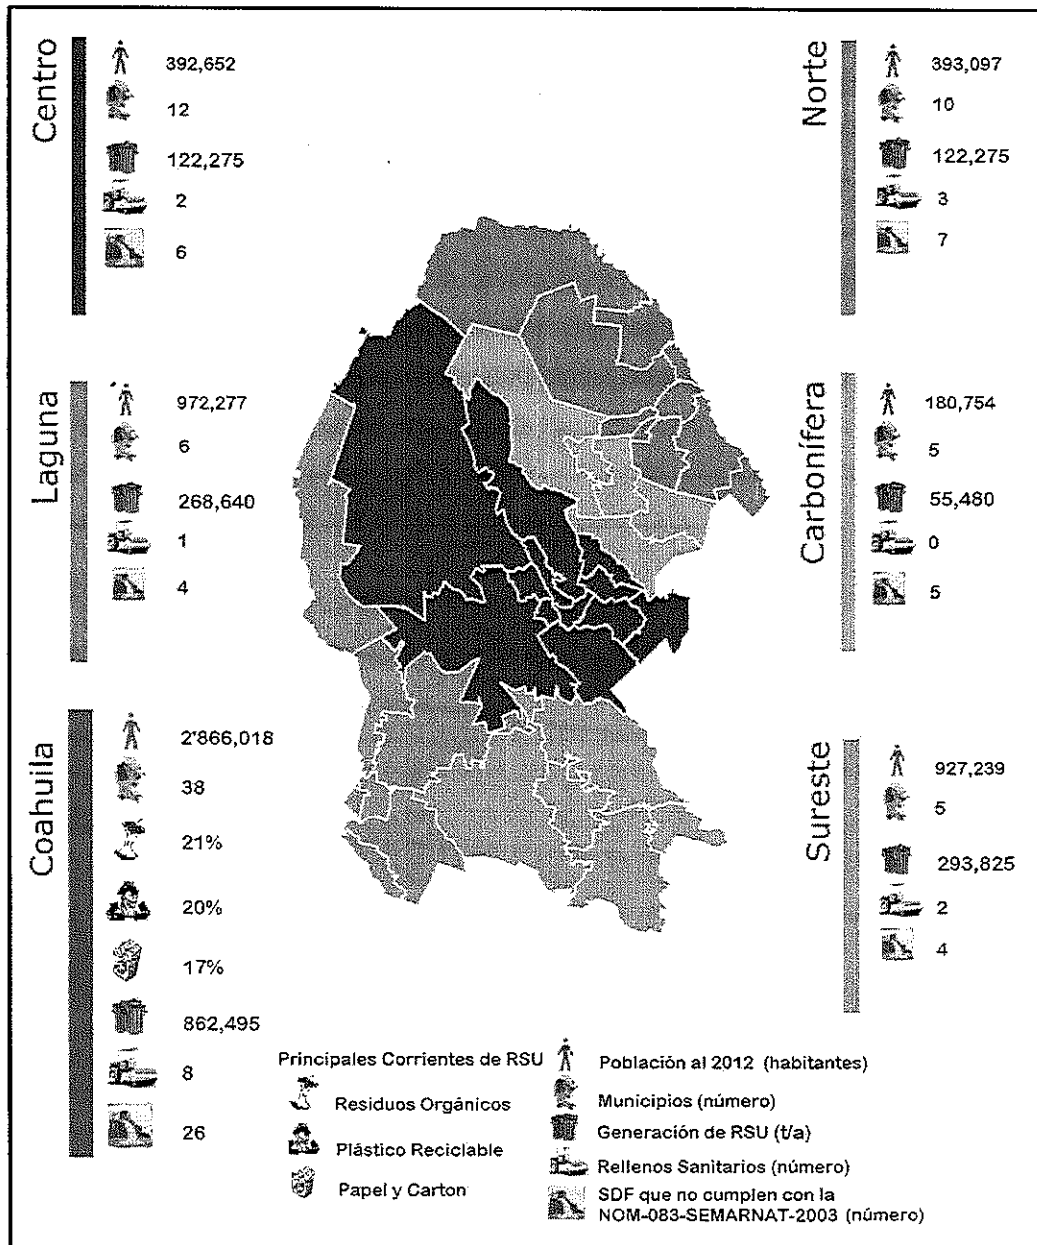 Centro
392,652
12
122,275
2
6
Norte
393,097
10
122,275
3
7
Laguna
972,277
6
268,640
1
4
Carbonífera
180,754
5
55,480
0
5
Coahuila
2'866,018
38
21%
20%
17%
862,495
8
26
Sureste
927,239
5
293,825
2
4
Principales Corrientes de RSU
Residuos Orgánicos
Plástico Reciclable
Papel y Carton
Población al 2012 (habitantes)
Municipios (número)
Generación de RSU (t/a)
Rellenos Sanitarios (número)
SDF que no cumplen con la
NOM-083-SEMARNAT-2003 (número)